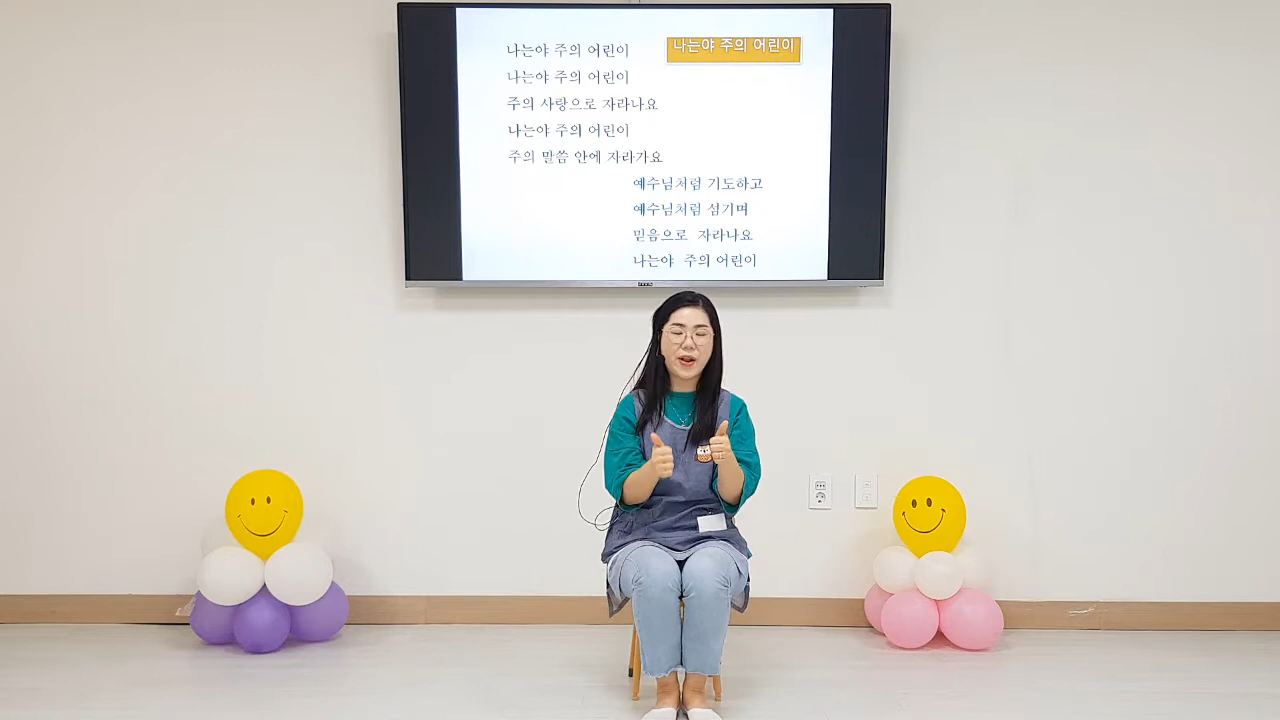 나는야 주의 어린이
나는야 주의 어린이
나는야 주의 어린이
주의 사랑으로 자라나요
나는야 주의 어린이
주의 말씀 안에 자라가요
예수님처럼 기도하고
예수님처럼 섬기며
믿음으로 자라나요
나는야 주의 어린이